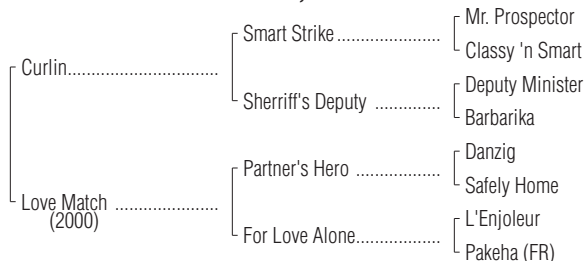 Mr. Prospector
Smart Strike ....................
Classy 'n Smart
Curlin.................................
Deputy Minister
Sherriff's Deputy ..............
Barbarika
Danzig
Partner's Hero ..................
Safely Home
Love Match ......................
(2000)
L'Enjoleur
For Love Alone..................
Pakeha (FR)